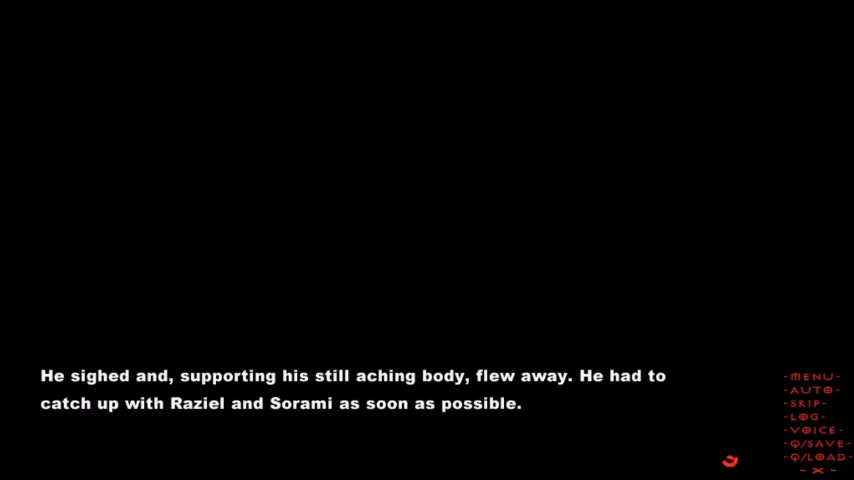 He sighed and, supporting his still aching body, flew away. He had to
catch up with Raziel and Sorami as soon as possible.
-MENU-
-AUTO-
-SKIP-
-LOG-
-VOICE-
-Q/SAVE-
-Q/LOAD-
-×-